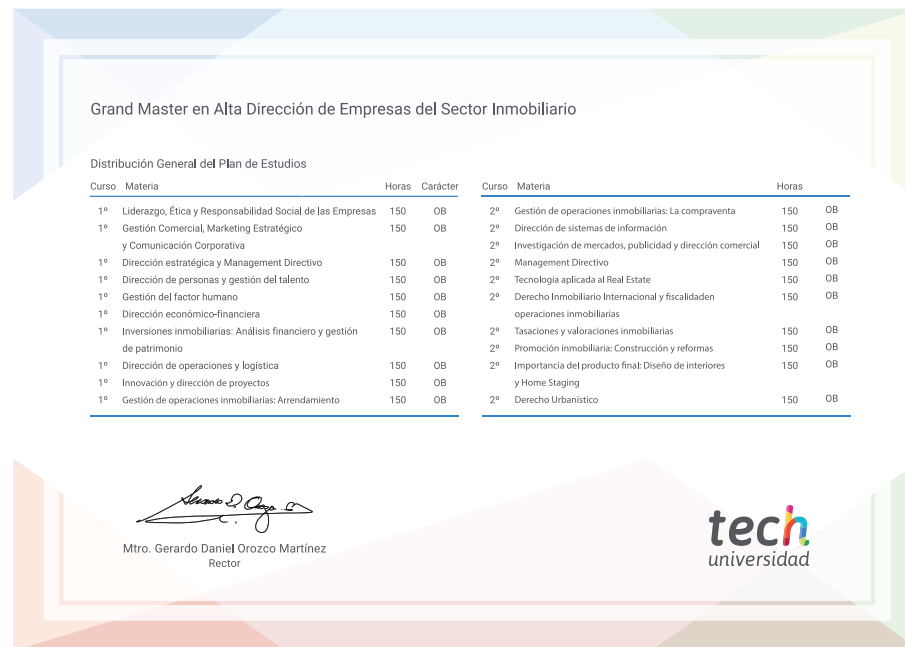 Grand Master en Alta Dirección de Empresas del Sector Inmobiliario
Distribución General del Plan de Estudios
Curso Materia Horas Carácter
1º Liderazgo, Ética y Responsabilidad Social de las Empresas 150 OB
1º Gestión Comercial, Marketing Estratégico 150 OB
y Comunicación Corporativa
1º Dirección estratégica y Management Directivo 150 OB
1º Dirección de personas y gestión del talento 150 OB
1º Gestión del factor humano 150 OB
1º Dirección económico-financiera 150 OB
1º Inversiones inmobiliarias: Análisis financiero y gestión 150 OB
de patrimonio
1º Dirección de operaciones y logística 150 OB
1º Innovación y dirección de proyectos 150 OB
1º Gestión de operaciones inmobiliarias: Arrendamiento 150 OB
Curso Materia Horas
2º Gestión de operaciones inmobiliarias: La compraventa 150 OB
2º Dirección de sistemas de información 150 OB
2º Investigación de mercados, publicidad y dirección comercial 150 OB
2º Management Directivo 150 OB
2º Tecnología aplicada al Real Estate 150 OB
2º Derecho Inmobiliario Internacional y fiscalidaden 150 OB
operaciones inmobiliarias
2º Tasaciones y valoraciones inmobiliarias 150 OB
2º Promoción inmobiliaria: Construcción y reformas 150 OB
2º Importancia del producto final: Diseño de interiores 150 OB
y Home Staging
2º Derecho Urbanístico 150 OB
Mtro. Gerardo Daniel Orozco Martínez
Rector
tech
universidad